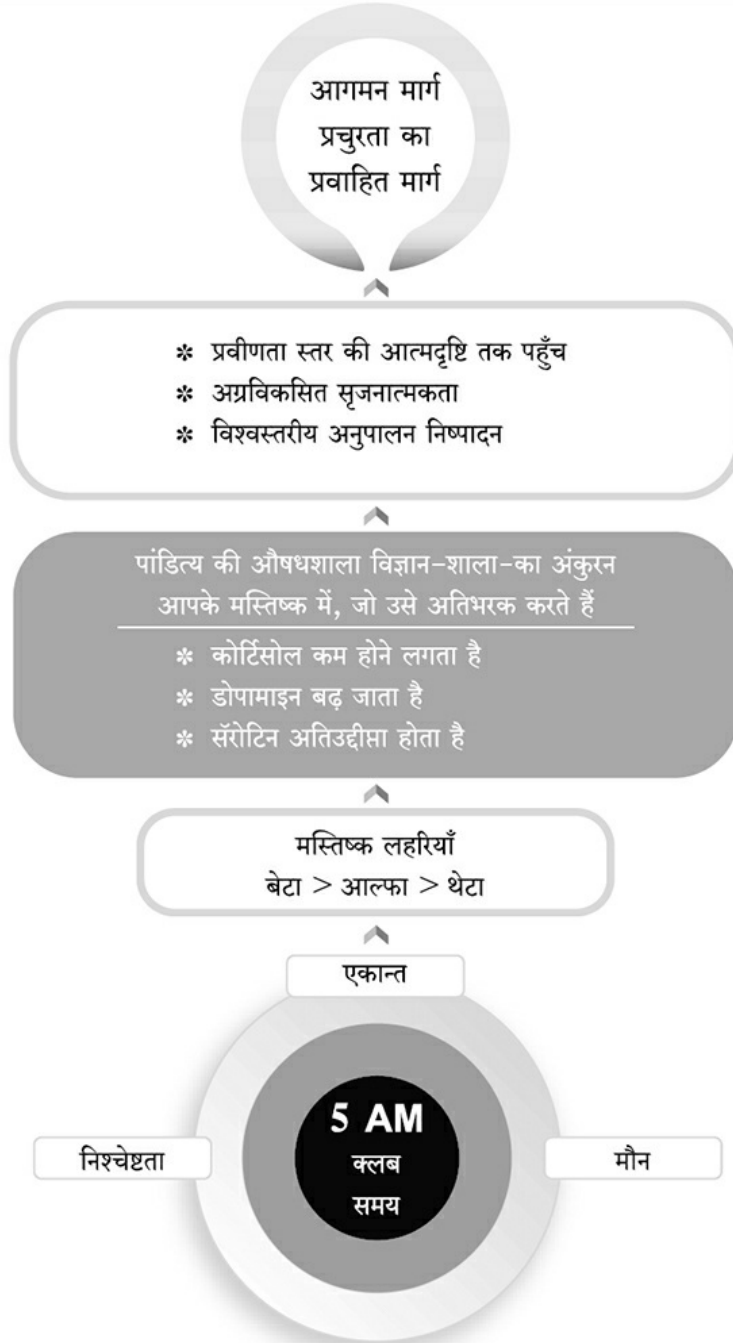 आगमन मार्ग
प्रचुरता का
प्रवाहित मार्ग
* प्रवीणता स्तर की आत्मदृष्टि तक पहुँच
* अग्रविकसित सृजनात्मकता
* विश्वस्तरीय अनुपालन निष्पादन
पांडित्य की औषधशाला विज्ञान-शाला-का अंकुरन
आपके मस्तिष्क में, जो उसे अतिभरक करते हैं
* कोर्टिसोल कम होने लगता है
* डोपामाइन बढ़ जाता है
* सॅरोटिन अतिउद्दीप्ता होता है
मस्तिष्क लहरियाँ
बेटा > आल्फा > थेटा
एकान्त
5 AM
क्लब
समय
निश्चेष्टता
मौन